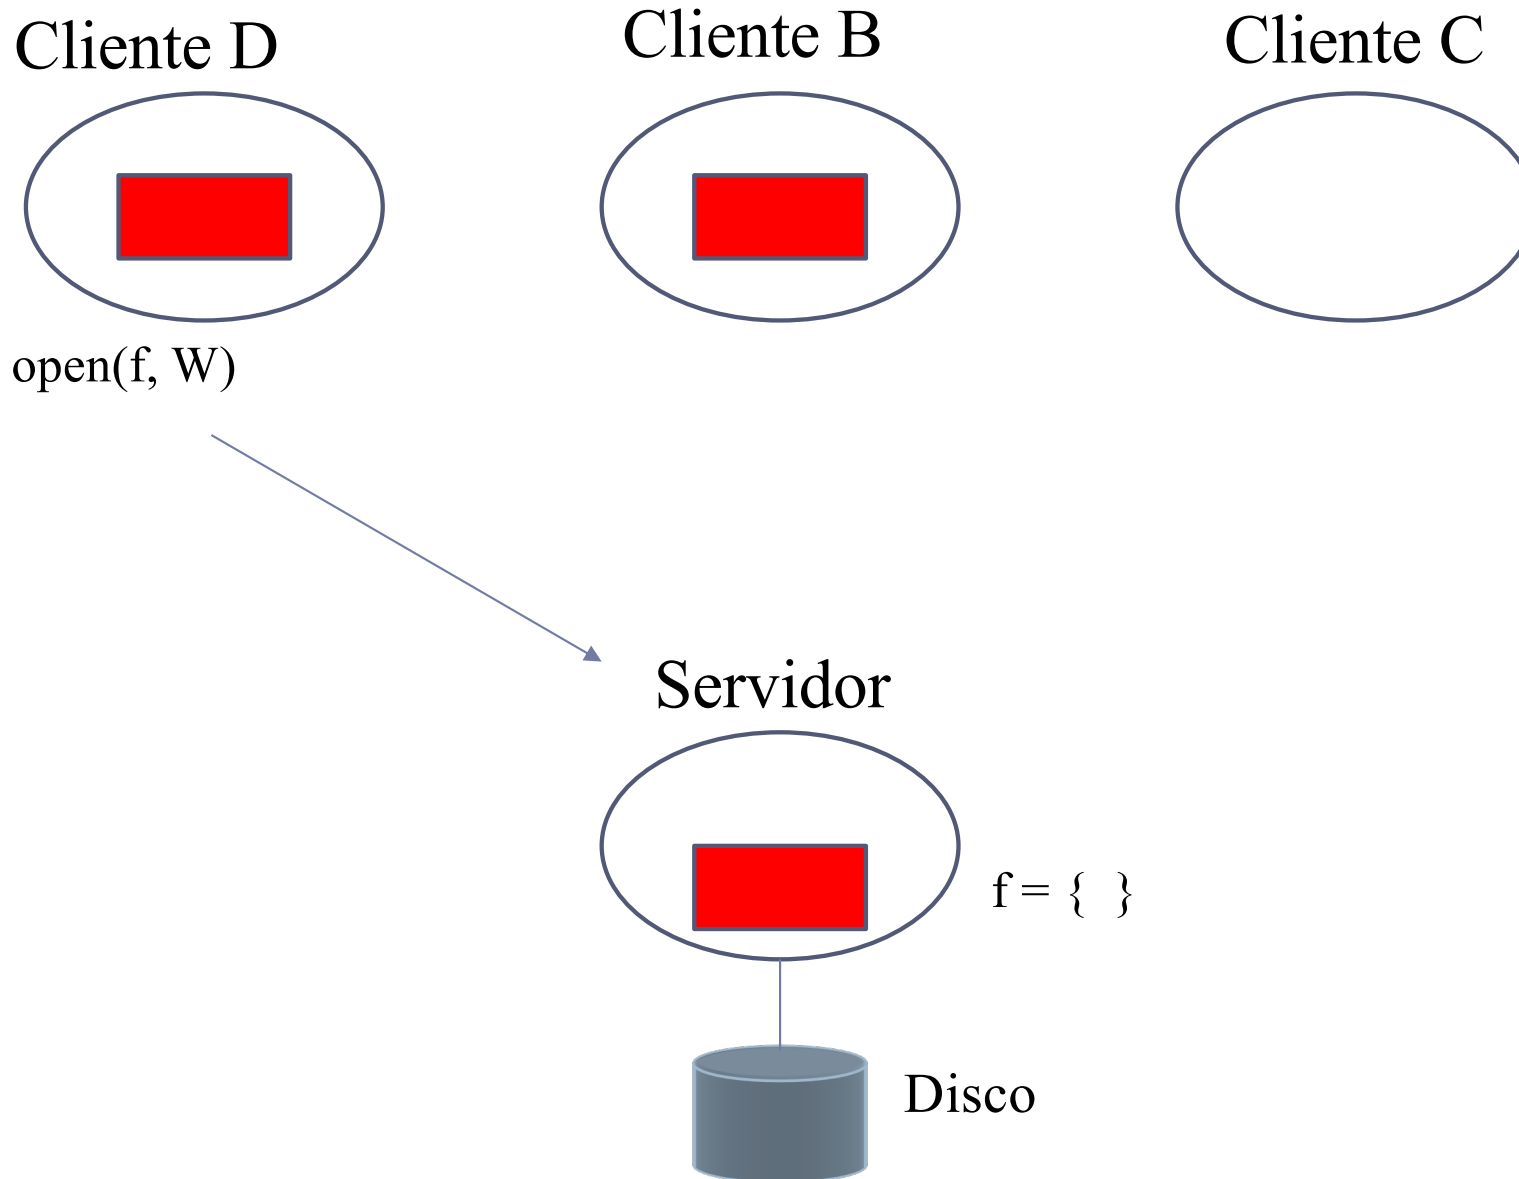 Cliente D
Cliente B
Cliente C
open(f, W)
Servidor
f = { }
Disco